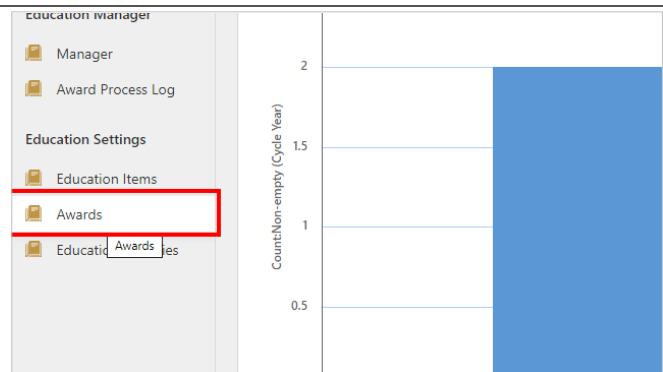 Education Manager
Manager
Award Process Log
Education Settings
Education Items
Awards
Awards
Count:Non-empty (Cycle Year)
2
1.5
1
0.5